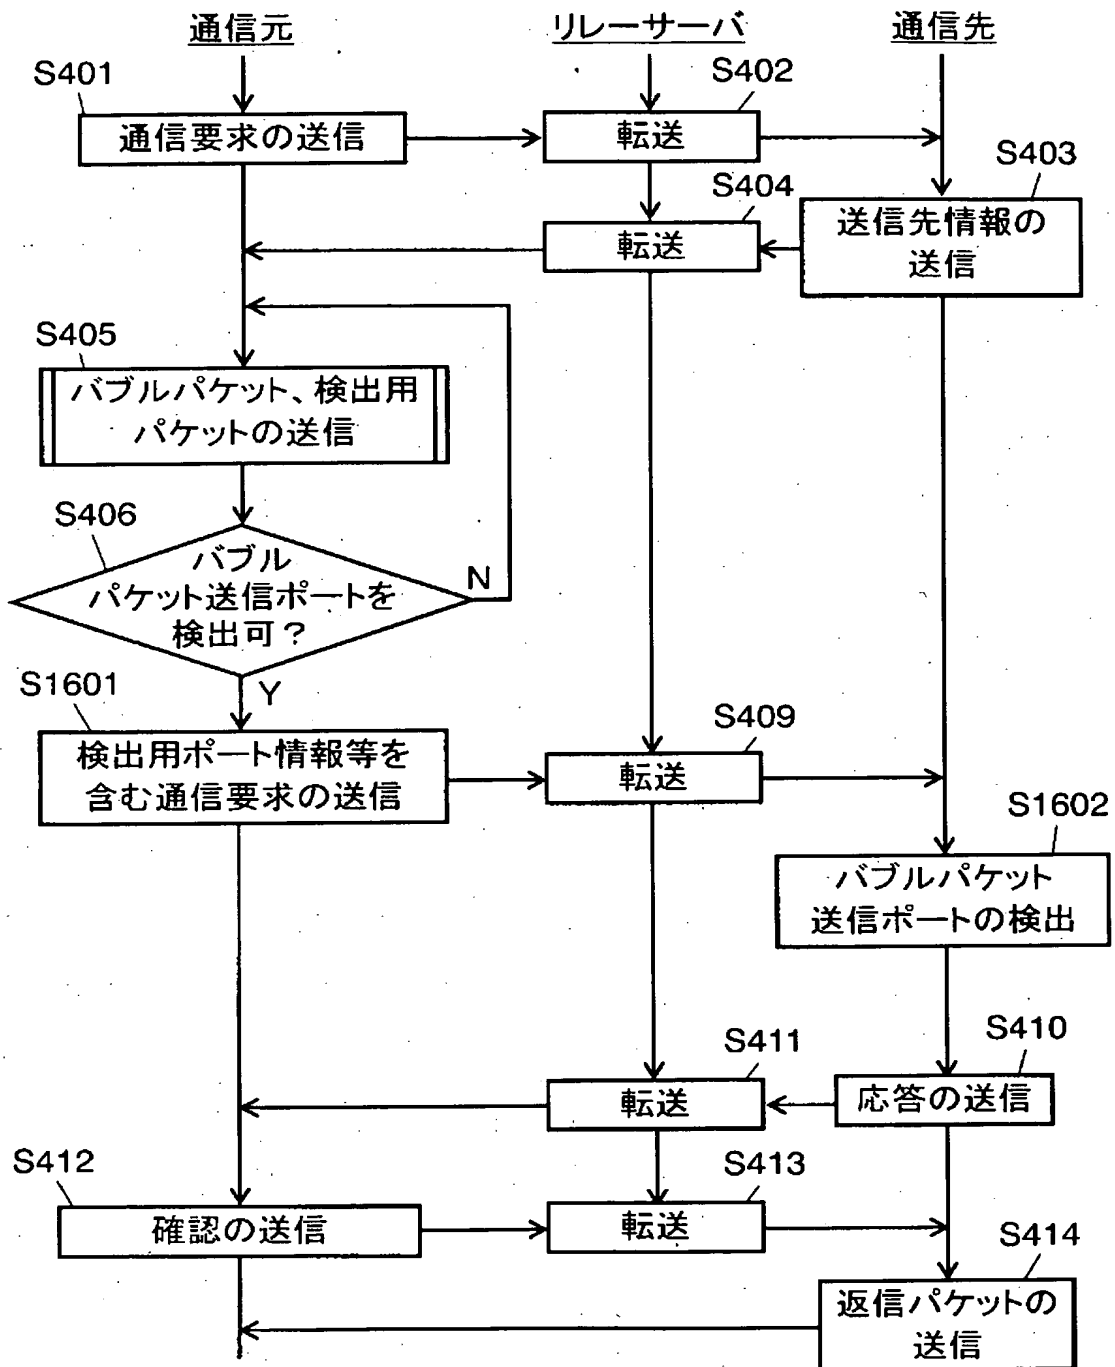 通信元
リレーサーバ
通信先
S401
S402
通信要求の送信
転送
S403
S404
転送
送信先情報の
送信
S405
バブルパケット、検出用
パケットの送信
S406
バブル
パケット送信ポートを
検出可？
N
Y
S1601
S409
検出用ポート情報等を
含む通信要求の送信
転送
S1602
バブルパケット
送信ポートの検出
S411
S410
転送
応答の送信
S412
S413
確認の送信
転送
S414
返信パケットの
送信